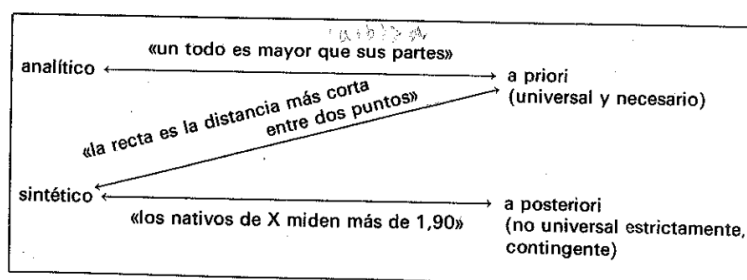 (a+b) > a
«un todo es mayor que sus partes»
analítico
a priori
(universal y necesario)
«la recta es la distancia más corta
entre dos puntos»
sintético
a posteriori
(no universal estrictamente,
contingente)
«los nativos de X miden más de 1,90»